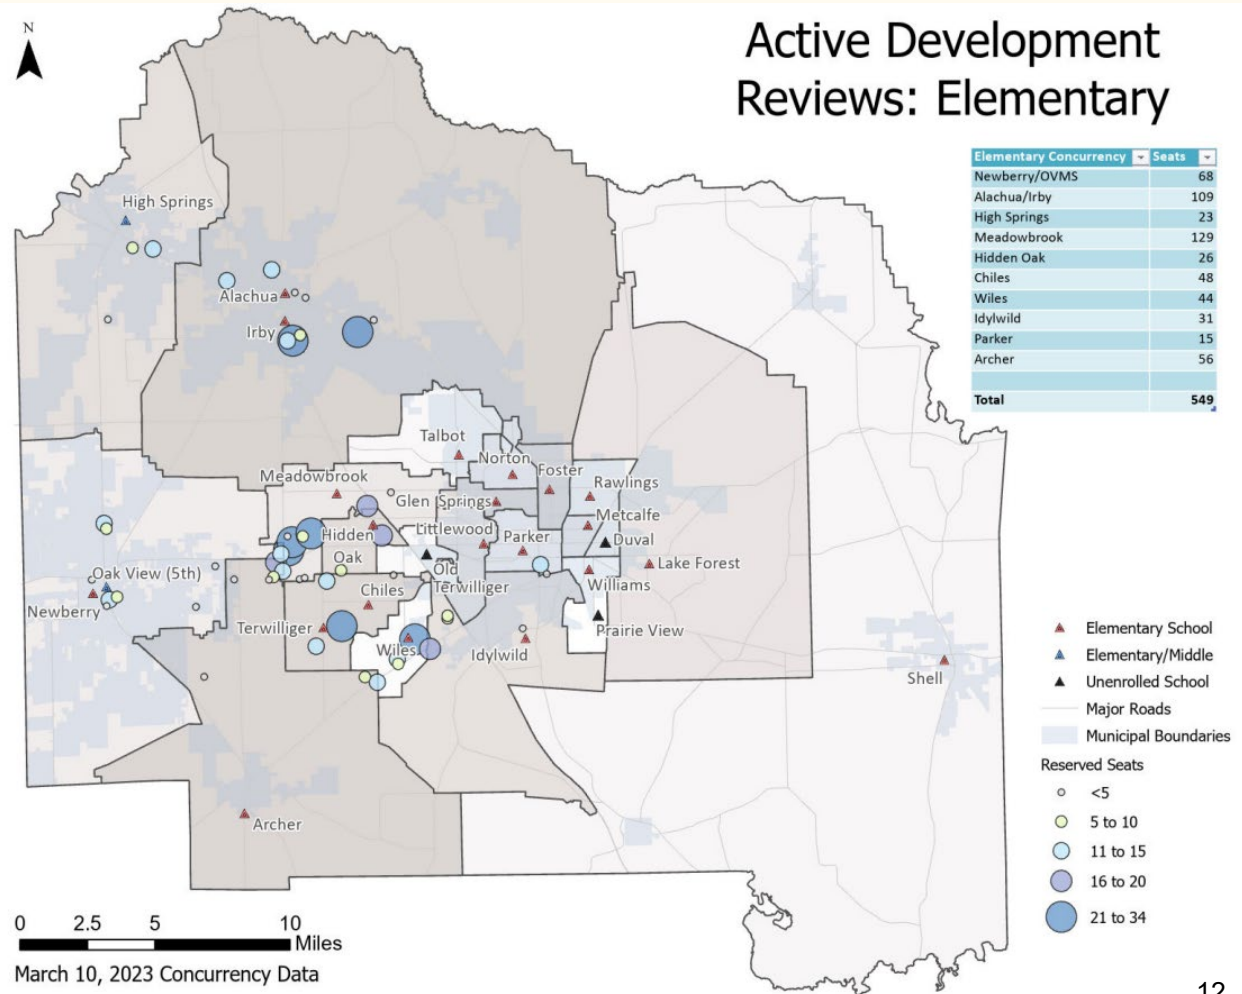 N
Active Development
Reviews: Elementary
Elementary Concurrency Seats
Newberry/OVMS 68
Alachua/Irby 109
High Springs 23
Meadowbrook 129
Hidden Oak 26
Chiles 48
Wiles 44
Idylwild 31
Parker 15
Archer 56
Total 549
High Springs
Alachua
Irby
Talbot
Norton
Meadowbrook
Foster
Glen Springs
Rawlings
Metcalfe
Hidden
Oak
Littlewood
Parker
Duval
Old
Terwilliger
Lake Forest
Oak View (5th)
Williams
Newberry
Chiles
Terwilliger
Prairie View
Wiles
Idylwild
Shell
Archer
Elementary School
Elementary/Middle
Unenrolled School
Major Roads
Municipal Boundaries
Reserved Seats
<5
5 to 10
11 to 15
16 to 20
21 to 34
0 2.5 5 10
Miles
March 10, 2023 Concurrency Data
12